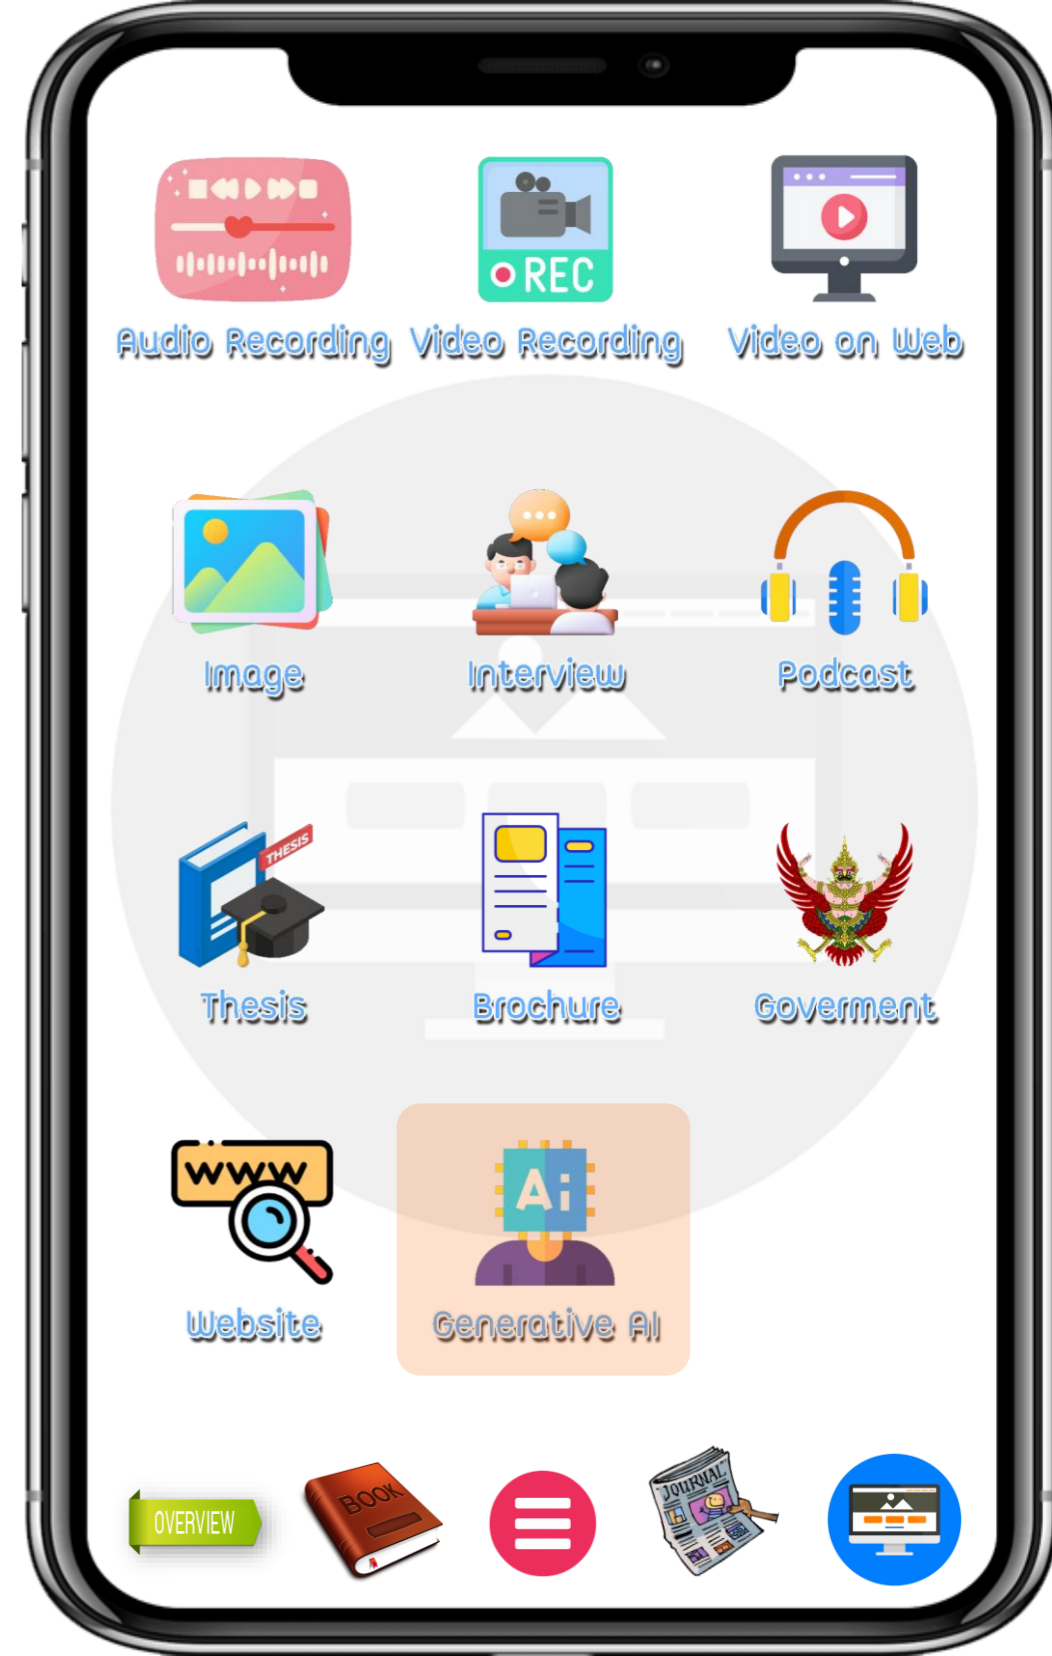 REC
Audio Recording Video Recording Video on Web
Image Interview Podcast
THESIS
Thesis Brochure Goverment
www
Ai
Website Generative AI
OVERVIEW BOOK JOURNAL